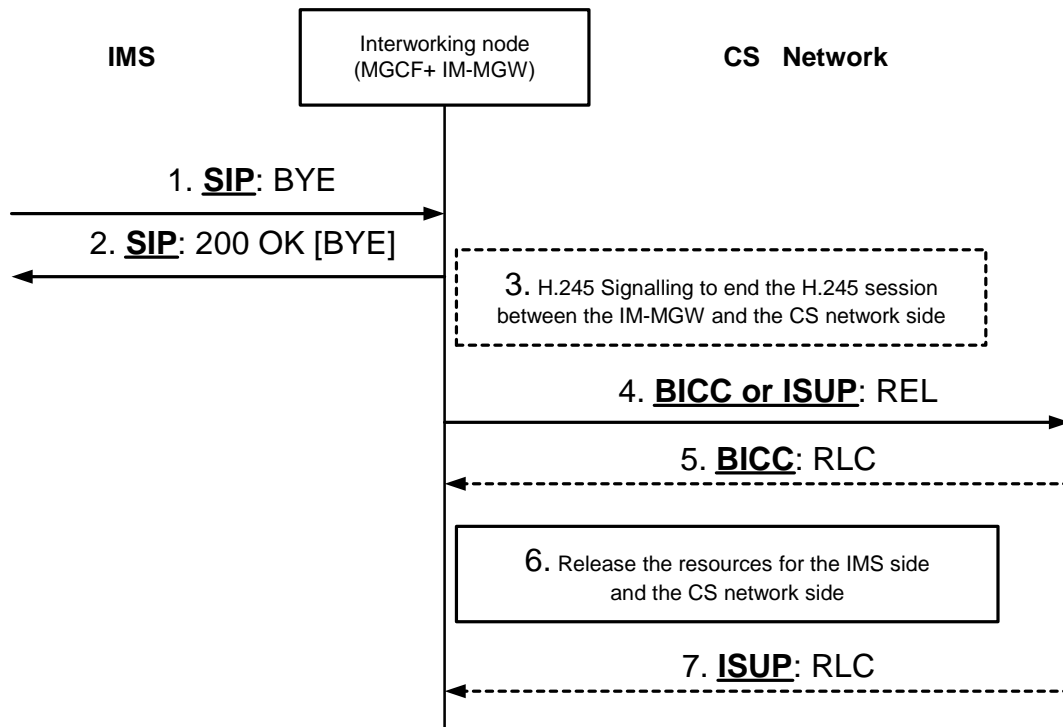 IMS
Interworking node
(MGCF+ IM-MGW)
CS Network
1. SIP: BYE
2. SIP: 200 OK [BYE]
3. H.245 Signalling to end the H.245 session
between the IM-MGW and the CS network side
4. BICC or ISUP: REL
5. BICC: RLC
6. Release the resources for the IMS side
and the CS network side
7. ISUP: RLC